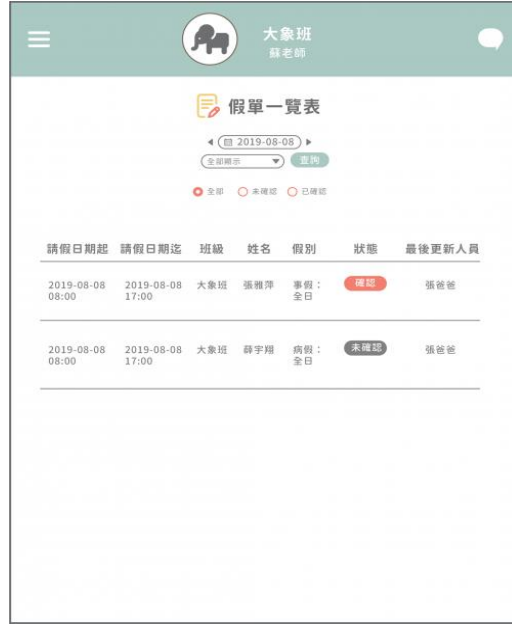 大象班
蘇老師
假單一覽表
2019-08-08
全部顯示 查詢
全部 未確認 已確認
請假日期起 請假日期迄 班級 姓名 假別 狀態 最後更新人員
2019-08-08 2019-08-08 大象班 張雅萍 事假： 確認 張爸爸
08:00 17:00 全日
2019-08-08 2019-08-08 大象班 薛宇翔 病假： 未確認 張爸爸
08:00 17:00 全日